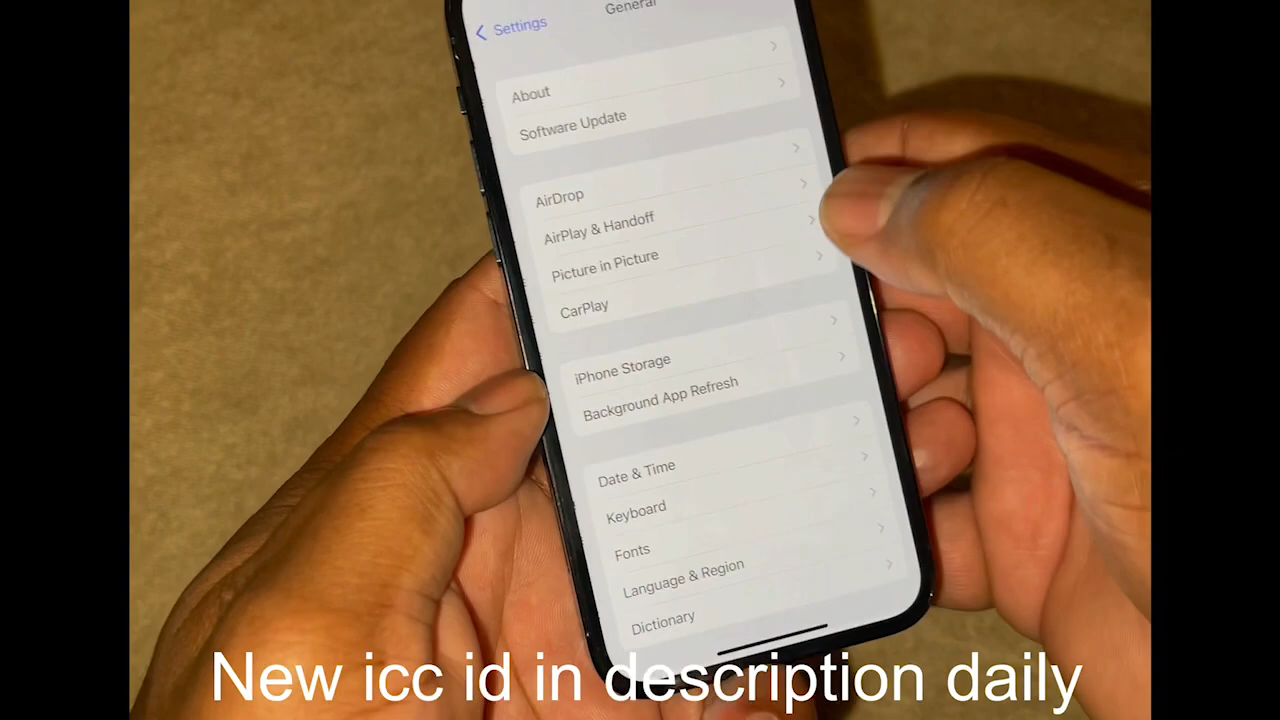 General
Settings
About
Software Update
AirDrop
AirPlay & Handoff
Picture in Picture
CarPlay
iPhone Storage
Background App Refresh
Date & Time
Keyboard
Fonts
Language & Region
Dictionary
New icc id in description daily